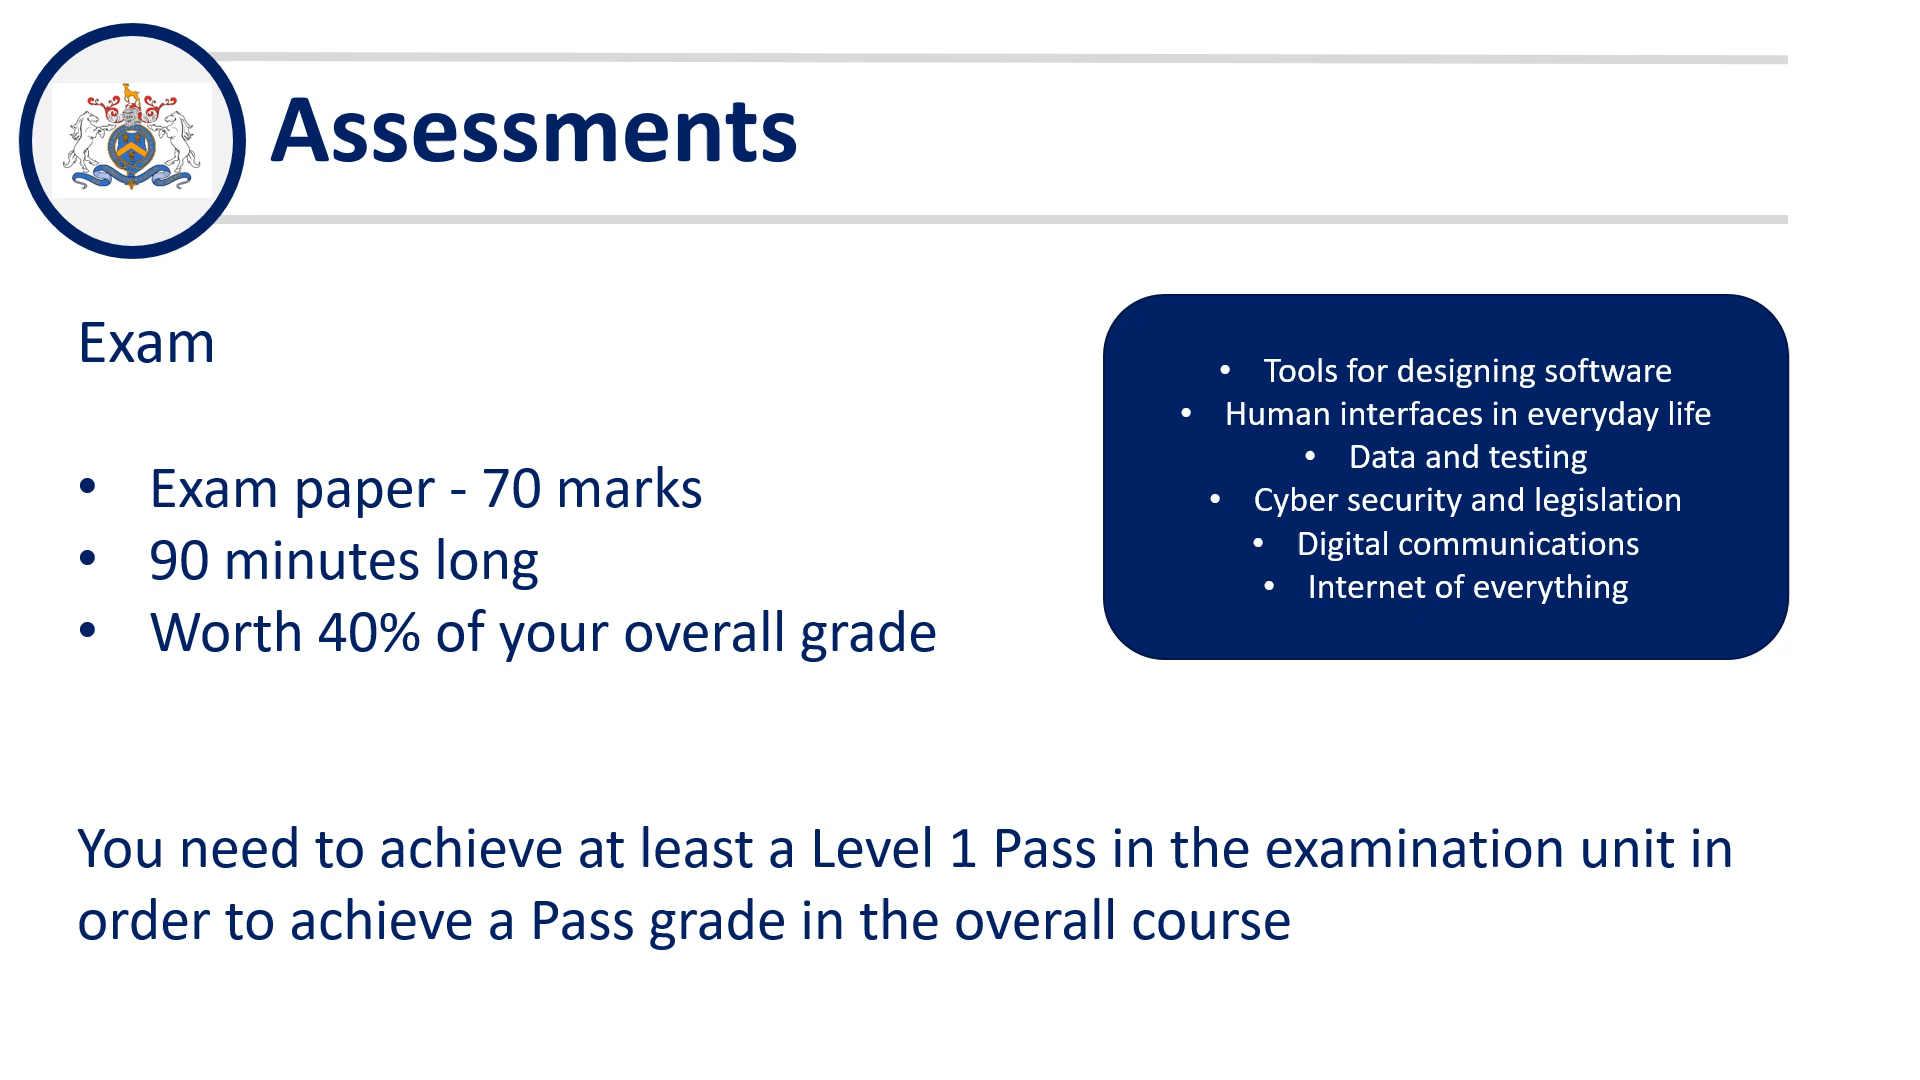 Assessments
Exam
• Exam paper - 70 marks
• 90 minutes long
• Worth 40% of your overall grade
• Tools for designing software
• Human interfaces in everyday life
• Data and testing
• Cyber security and legislation
• Digital communications
• Internet of everything
You need to achieve at least a Level 1 Pass in the examination unit in
order to achieve a Pass grade in the overall course